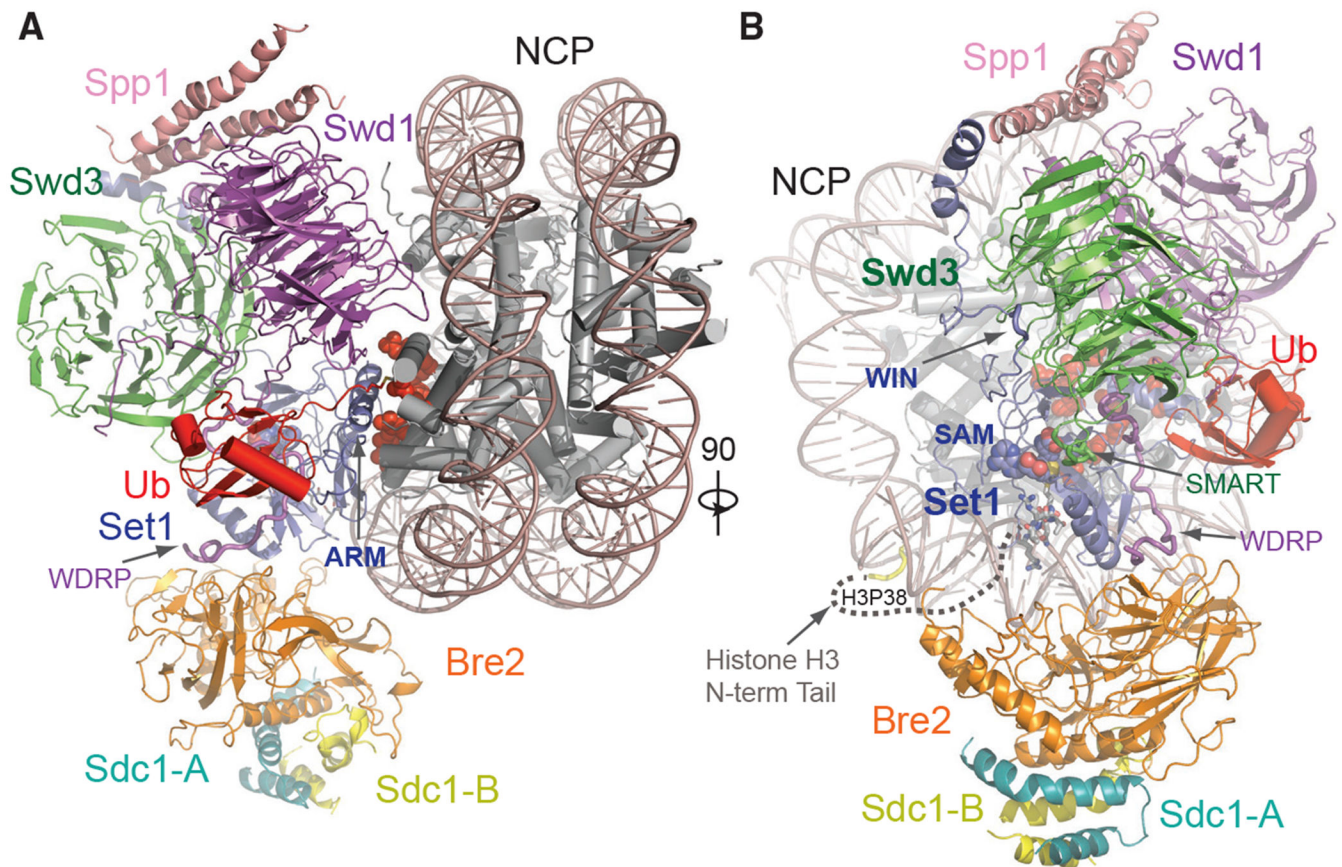 A
NCP
Spp1
Swd1
Swd3
Ub
Set1
WDRP
ARM
90
Bre2
Sdc1-A
Sdc1-B
B
Spp1
Swd1
NCP
Swd3
WIN
Ub
SAM
Set1
SMART
WDRP
H3P38
Histone H3
N-term Tail
Bre2
Sdc1-B
Sdc1-A